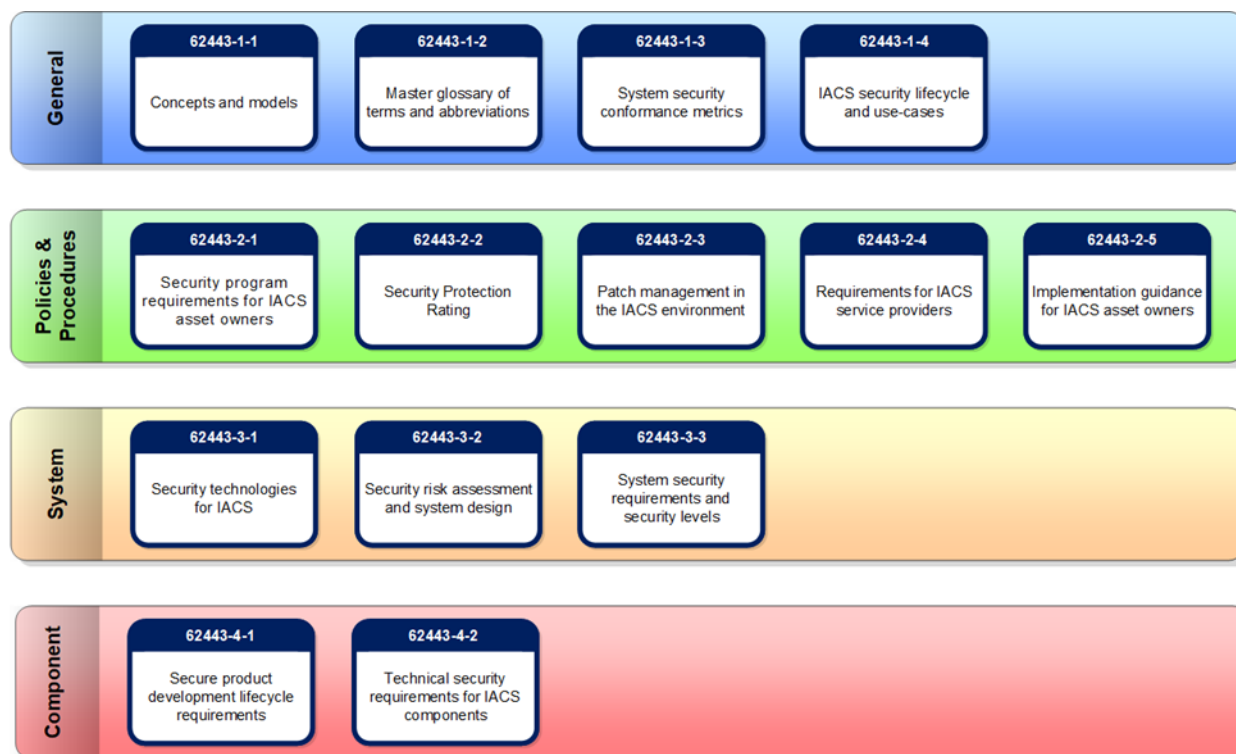 General
62443-1-1
Concepts and models
62443-1-2
Master glossary of
terms and abbreviations
62443-1-3
System security
conformance metrics
62443-1-4
IACS security lifecycle
and use-cases
Policies &
Procedures
62443-2-1
Security program
requirements for IACS
asset owners
62443-2-2
Security Protection
Rating
62443-2-3
Patch management in
the IACS environment
62443-2-4
Requirements for IACS
service providers
62443-2-5
Implementation guidance
for IACS asset owners
System
62443-3-1
Security technologies
for IACS
62443-3-2
Security risk assessment
and system design
62443-3-3
System security
requirements and
security levels
Component
62443-4-1
Secure product
development lifecycle
requirements
62443-4-2
Technical security
requirements for IACS
components